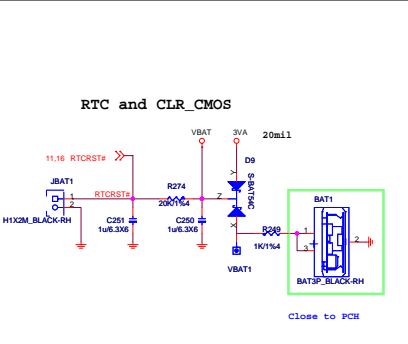 RTC and CLR_CMOS
VBAT
3VA
20mil
11,16 RTCRST#
D9
JBAT1
Y
S-BAT54C
RTCRST#
R274
1
20K/1%4
Z
2
BAT1
H1X2M_BLACK-RH
C251
1u/6.3X6
C250
1u/6.3X6
X
R249
1
1K/1%4
3
2
VBAT1
BAT3P_BLACK-RH
Close to PCH